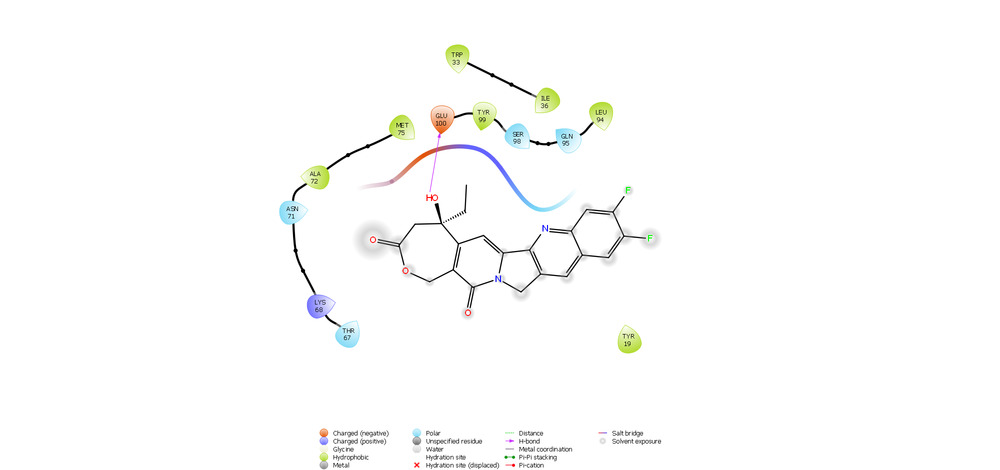 TRP
33
ILE
36
LEU
94
GLU
100
TYR
99
MET
75
SER
98
GLN
95
ALA
72
ASN
71
HO
F
N
F
O
O
N
O
LYS
68
THR
67
TYR
19
Charged (negative)
Charged (positive)
Glycine
Hydrophobic
Metal
Polar
Unspecified residue
Water
Hydration site
Hydration site (displaced)
Distance
H-bond
Metal coordination
Pi-Pi stacking
Pi-cation
Salt bridge
Solvent exposure